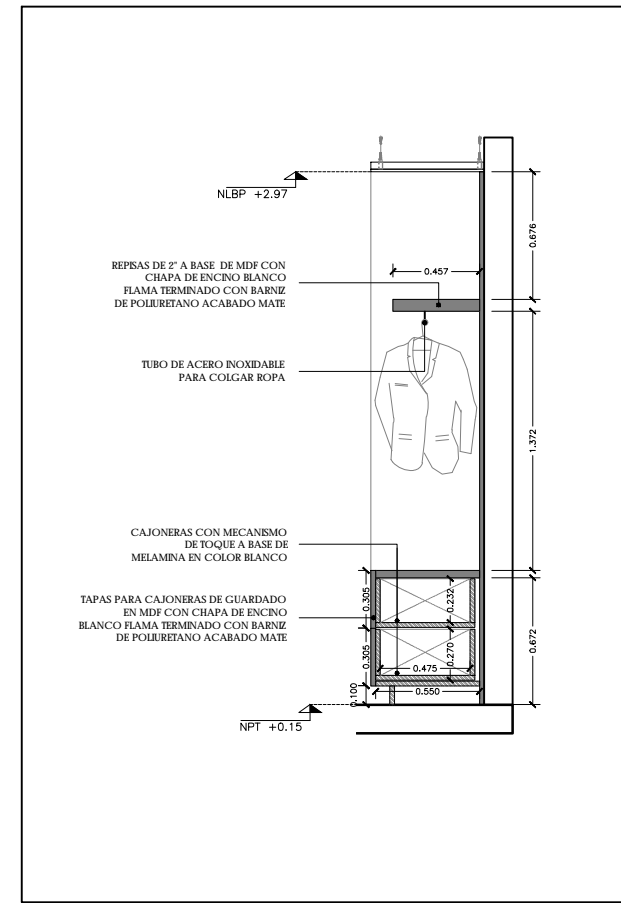 NLBP +2.97
0.676
0.457
REPISAS DE 2" A BASE DE MDF CON
CHAPA DE ENCINO BLANCO
FLAMA TERMINADO CON BARNIZ
DE POLIURETANO ACABADO MATE
TUBO DE ACERO INOXIDABLE
PARA COLGAR ROPA
1.372
CAJONERAS CON MECANISMO
DE TOQUE A BASE DE
MELAMINA EN COLOR BLANCO
TAPAS PARA CAJONERAS DE GUARDADO
EN MDF CON CHAPA DE ENCINO
BLANCO FLAMA TERMINADO CON BARNIZ
DE POLIURETANO ACABADO MATE
0.305
0.232
0.305
0.270
0.672
0.475
0.550
0.100
NPT +0.15